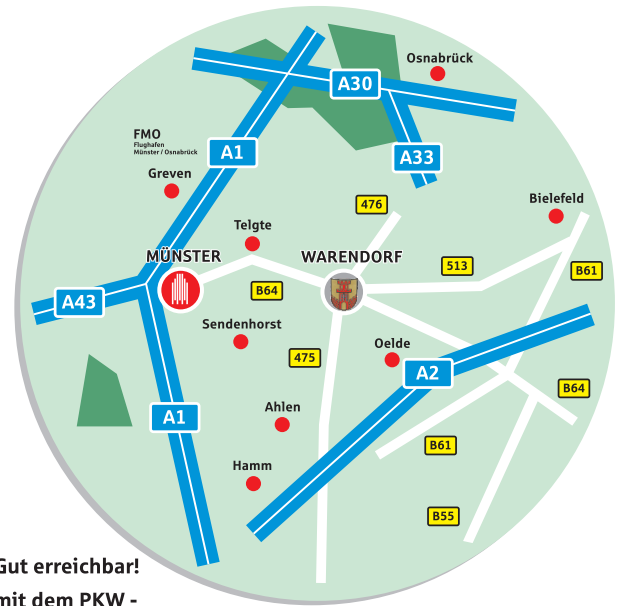 Osnabrück
A30
FMO
Flughafen
Münster / Osnabrück
A1
A33
Greven
476
Bielefeld
Telgte
MÜNSTER
WARENDORF
513
B61
B64
A43
Sendenhorst
475
Oelde
A2
B64
Ahlen
A1
B61
Hamm
B55
Gut erreichbar!
mit dem PKW -